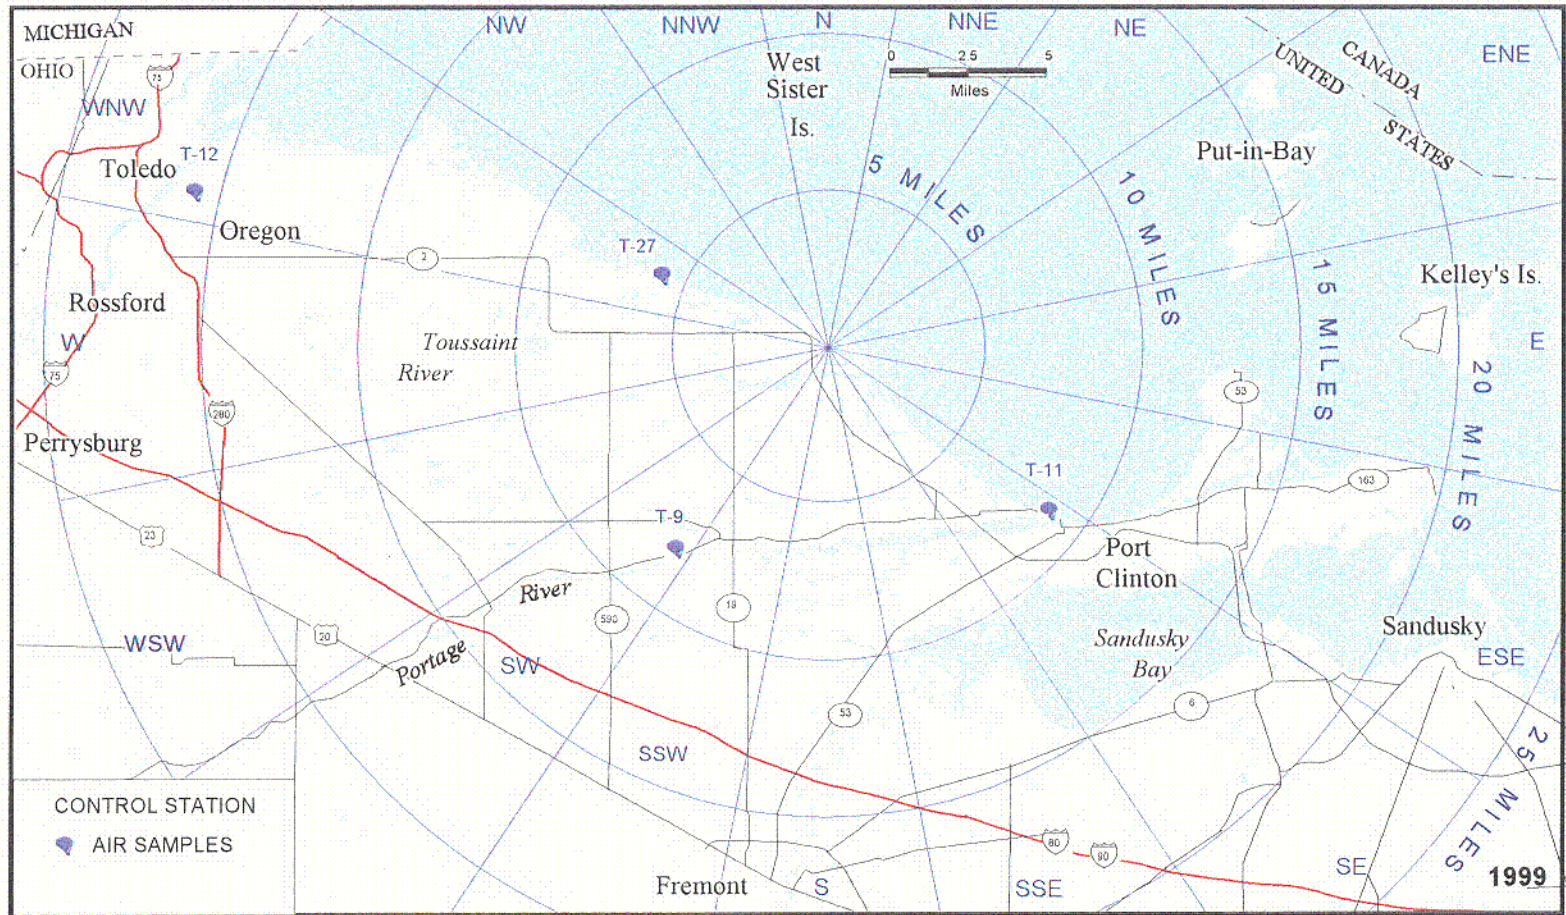 MICHIGAN
OHIO
NW
NNW
N
NNE
NE
ENE
75
WNW
West
Sister
Is.
0
2 5
5
Miles
CANADA
UNITED
STATES
T-12
Toledo
Put-in-Bay
5 MILES
10 MILES
Oregon
T-27
2
15 MILES
Kelley's Is.
Rossford
W
Toussaint
River
E
75
20 MILES
53
280
Perrysburg
T-11
163
23
T-9
Port
Clinton
River
590
19
20
WSW
Portage
SW
Sandusky
Bay
Sandusky
ESE
53
6
SSW
25 MILES
CONTROL STATION
AIR SAMPLES
80
90
Fremont
S
SSE
SE
1999